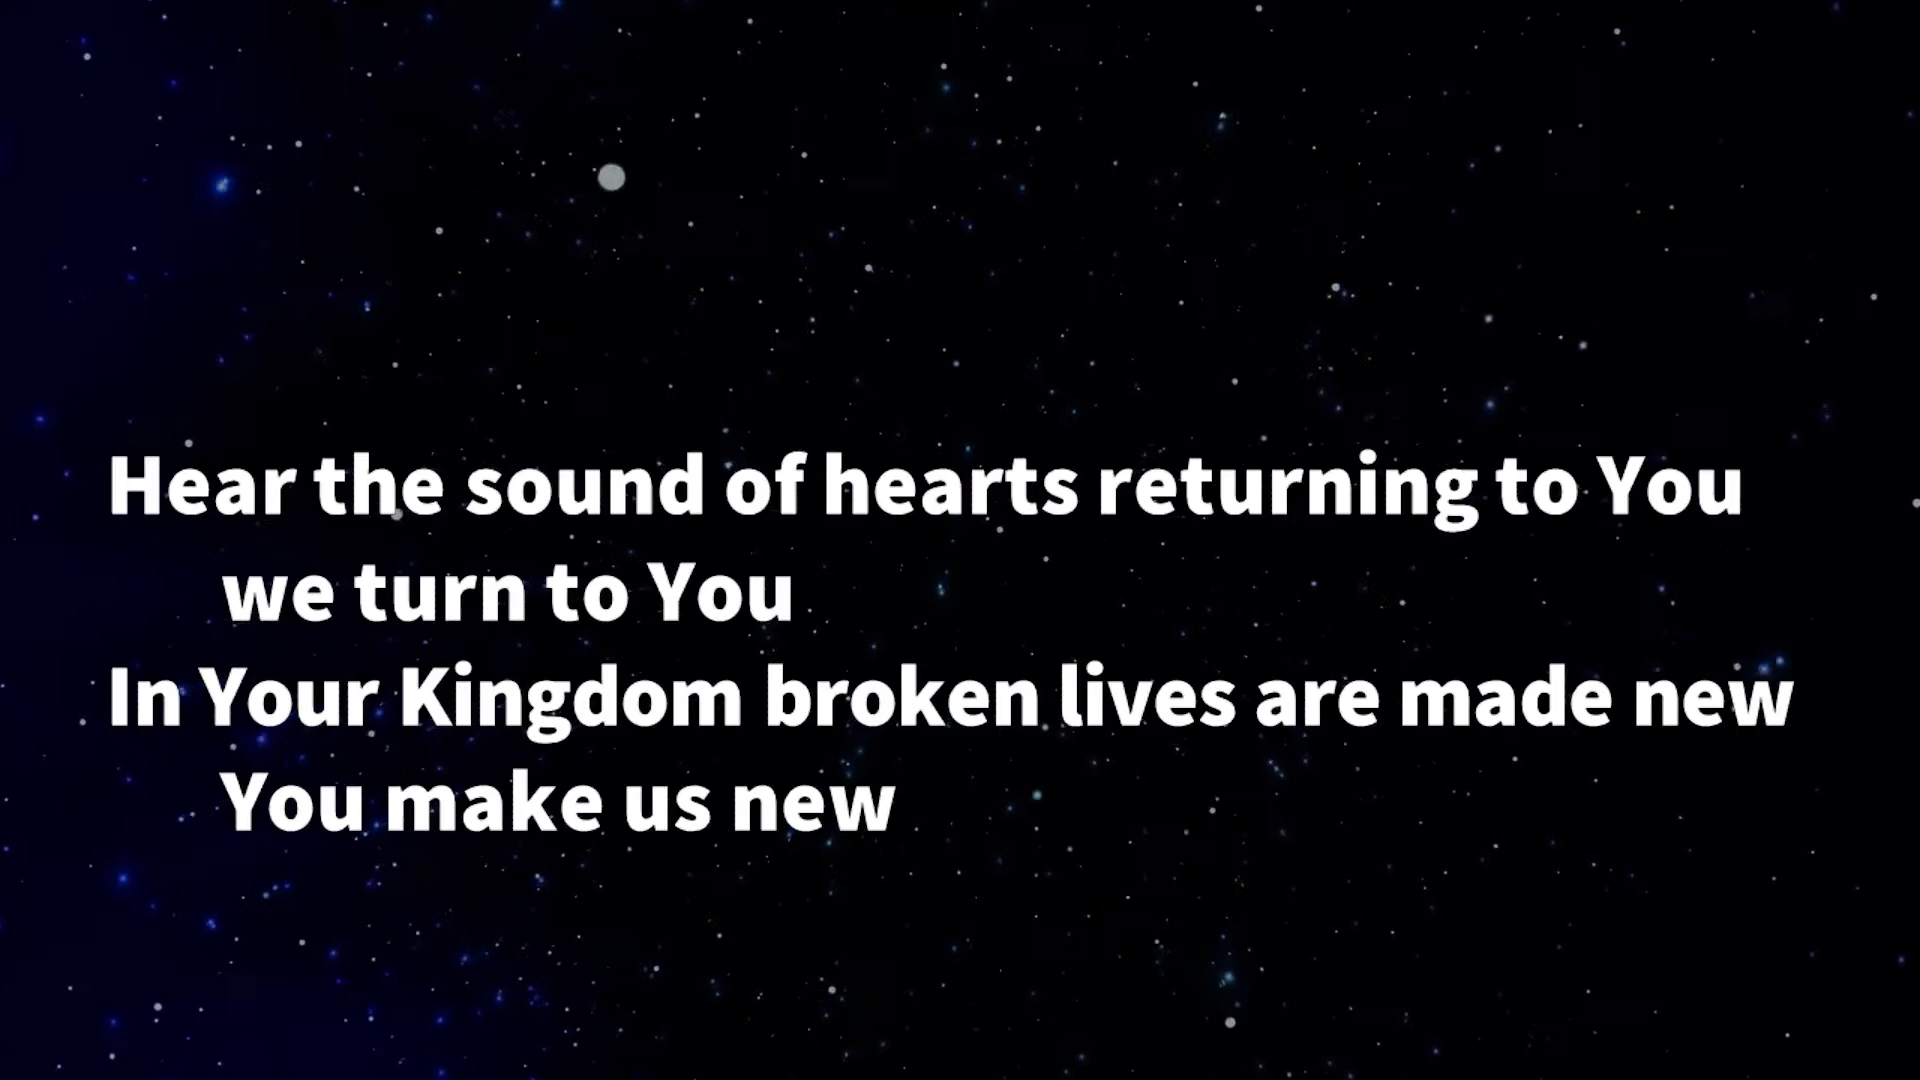 Hear the sound of hearts returning to You
we turn to You
In Your Kingdom broken lives are made new
You make us new